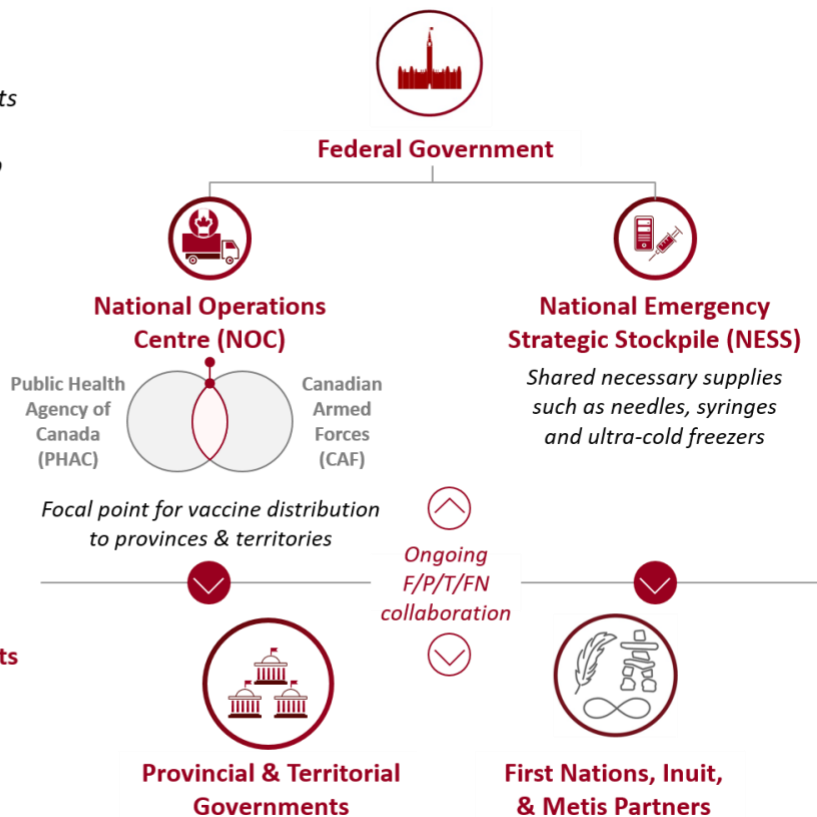 ts
Federal Government
National Operations
Centre (NOC)
Public Health
Agency of
Canada
(PHAC)
Canadian
Armed
Forces
(CAF)
Focal point for vaccine distribution
to provinces & territories
National Emergency
Strategic Stockpile (NESS)
Shared necessary supplies
such as needles, syringes
and ultra-cold freezers
Ongoing
F/P/T/FN
collaboration
ts
Provincial & Territorial
Governments
First Nations, Inuit,
& Metis Partners